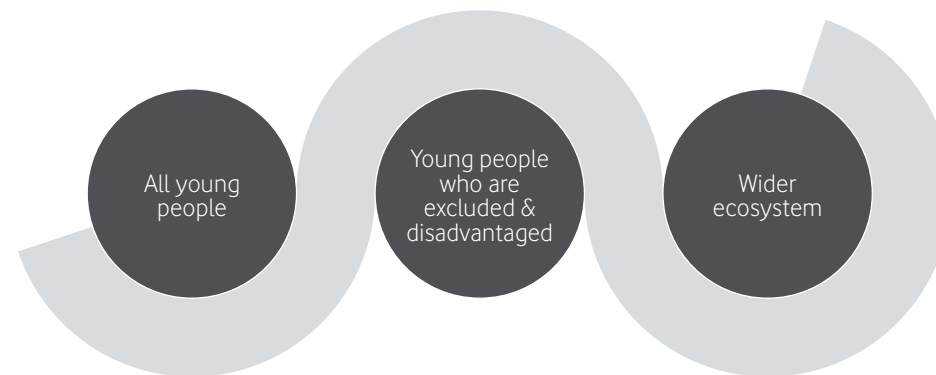 All young
people
Young people
who are
excluded &
disadvantaged
Wider
ecosystem